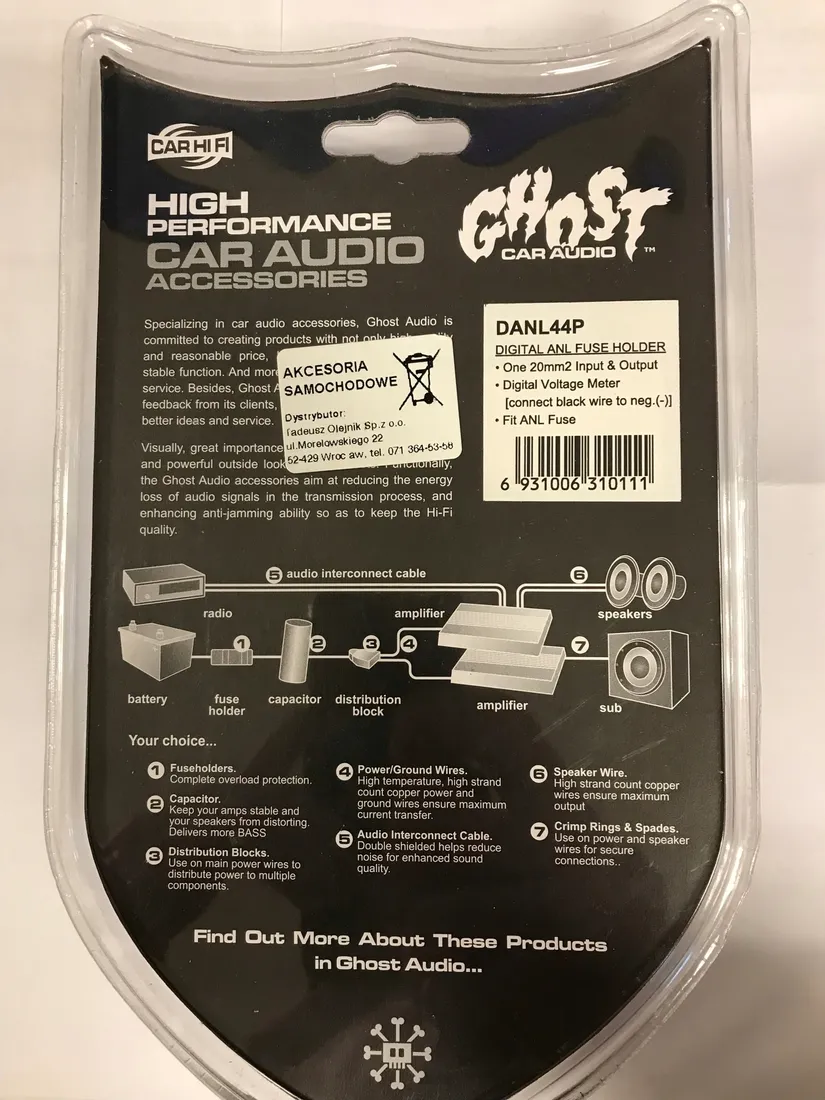 CAR HI FI
HIGH
PERFORMANCE
CAR AUDIO
ACCESSORIES
GHOST
CAR AUDIO
TM
Specializing in car audio accessories, Ghost Audio is
committed to creating products with not only
and reasonable price,
stable function. And more
service. Besides, Ghost
feedback from its clients,
better ideas and service.
Visually, great importance
and powerful outside look
the Ghost Audio accessories aim at reducing the energy
loss of audio signals in the transmission process, and
enhancing anti-jamming ability so as to keep the Hi-Fi
quality.
AKCESORIA
SAMOCHODOWE
Dystrybutor:
Tadeusz Olejnik Sp.z o.o.
ul.Morelowskiego 22
52-429 Wroc aw, tel. 071 364-53-58
DANL44P
DIGITAL ANL FUSE HOLDER
• One 20mm2 Input & Output
• Digital Voltage Meter
[connect black wire to neg.(-)]
• Fit ANL Fuse
6 931006 310111
5 audio interconnect cable
6
radio
amplifier
speakers
1
2
3
4
7
battery
fuse
holder
capacitor
distribution
block
amplifier
sub
Your choice...
1 Fuseholders.
Complete overload protection.
2 Capacitor.
Keep your amps stable and
your speakers from distorting.
Delivers more BASS
3 Distribution Blocks.
Use on main power wires to
distribute power to multiple
components.
4 Power/Ground Wires.
High temperature, high strand
count copper power and
ground wires ensure maximum
current transfer.
5 Audio Interconnect Cable.
Double shielded helps reduce
noise for enhanced sound
quality.
6 Speaker Wire.
High strand count copper
wires ensure maximum
output
7 Crimp Rings & Spades.
Use on power and speaker
wires for secure
connections..
Find Out More About These Products
in Ghost Audio...